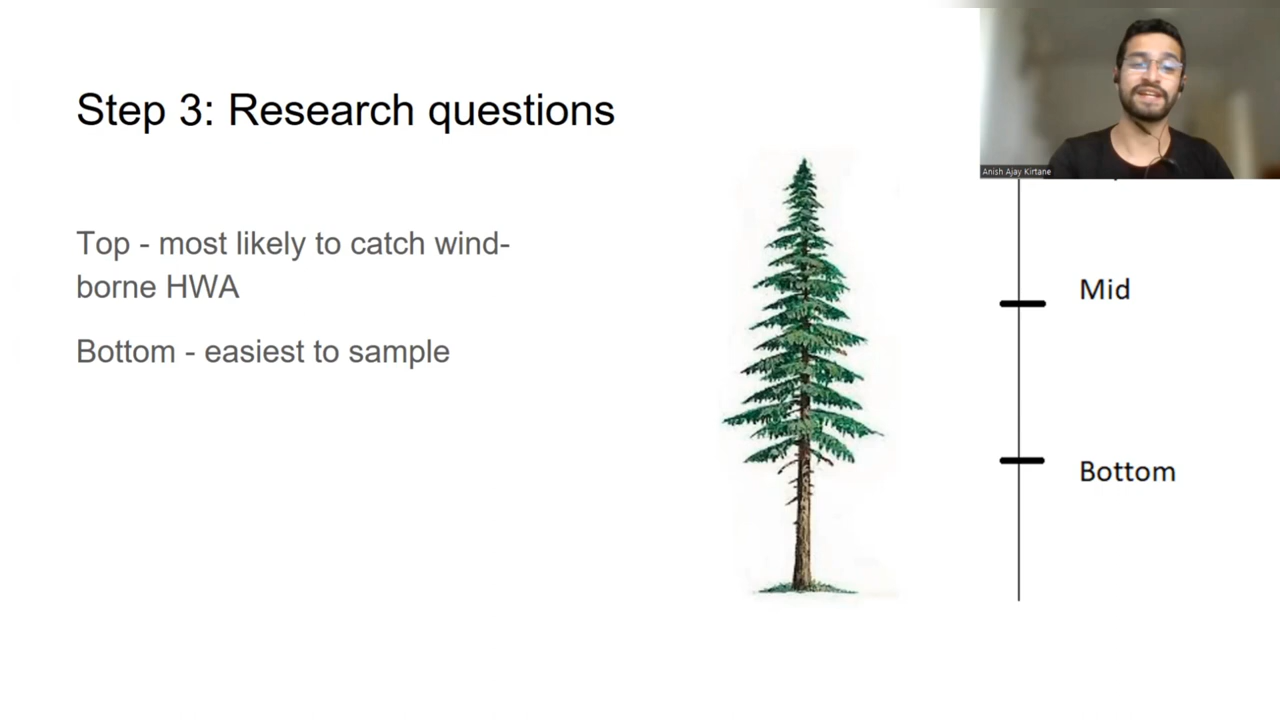 Step 3: Research questions
Anish Ajay Kirtane
Top - most likely to catch wind-
borne HWA
Mid
Bottom - easiest to sample
Bottom